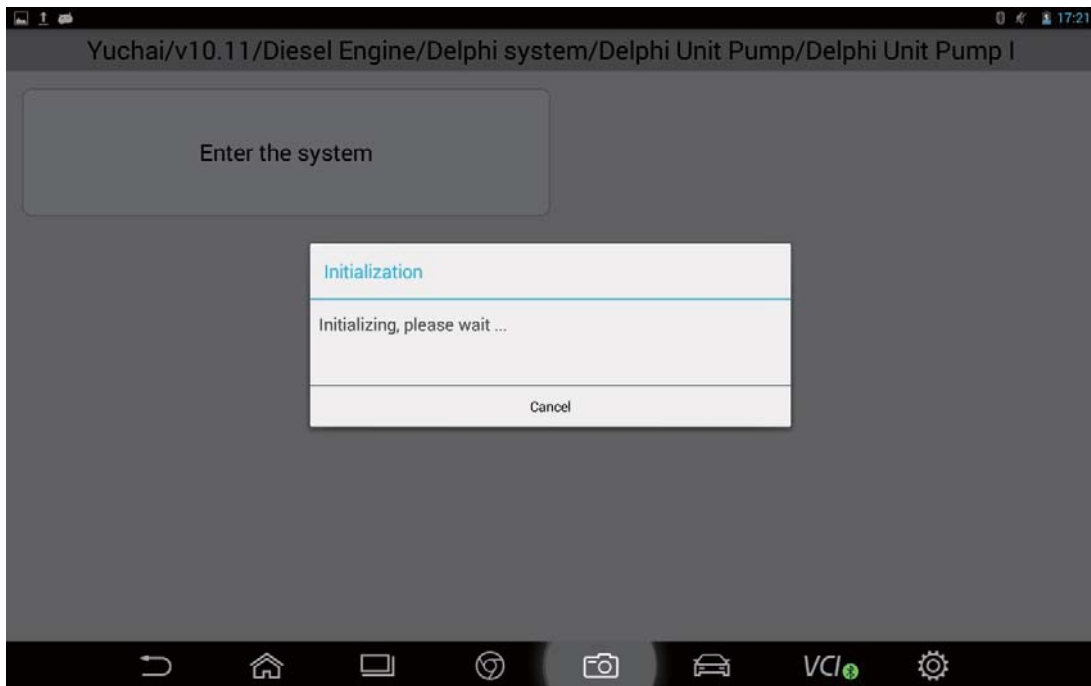 17:21
Yuchai/v10.11/Diesel Engine/Delphi system/Delphi Unit Pump/Delphi Unit Pump I
Enter the system
Initialization
Initializing, please wait ...
Cancel
VCI